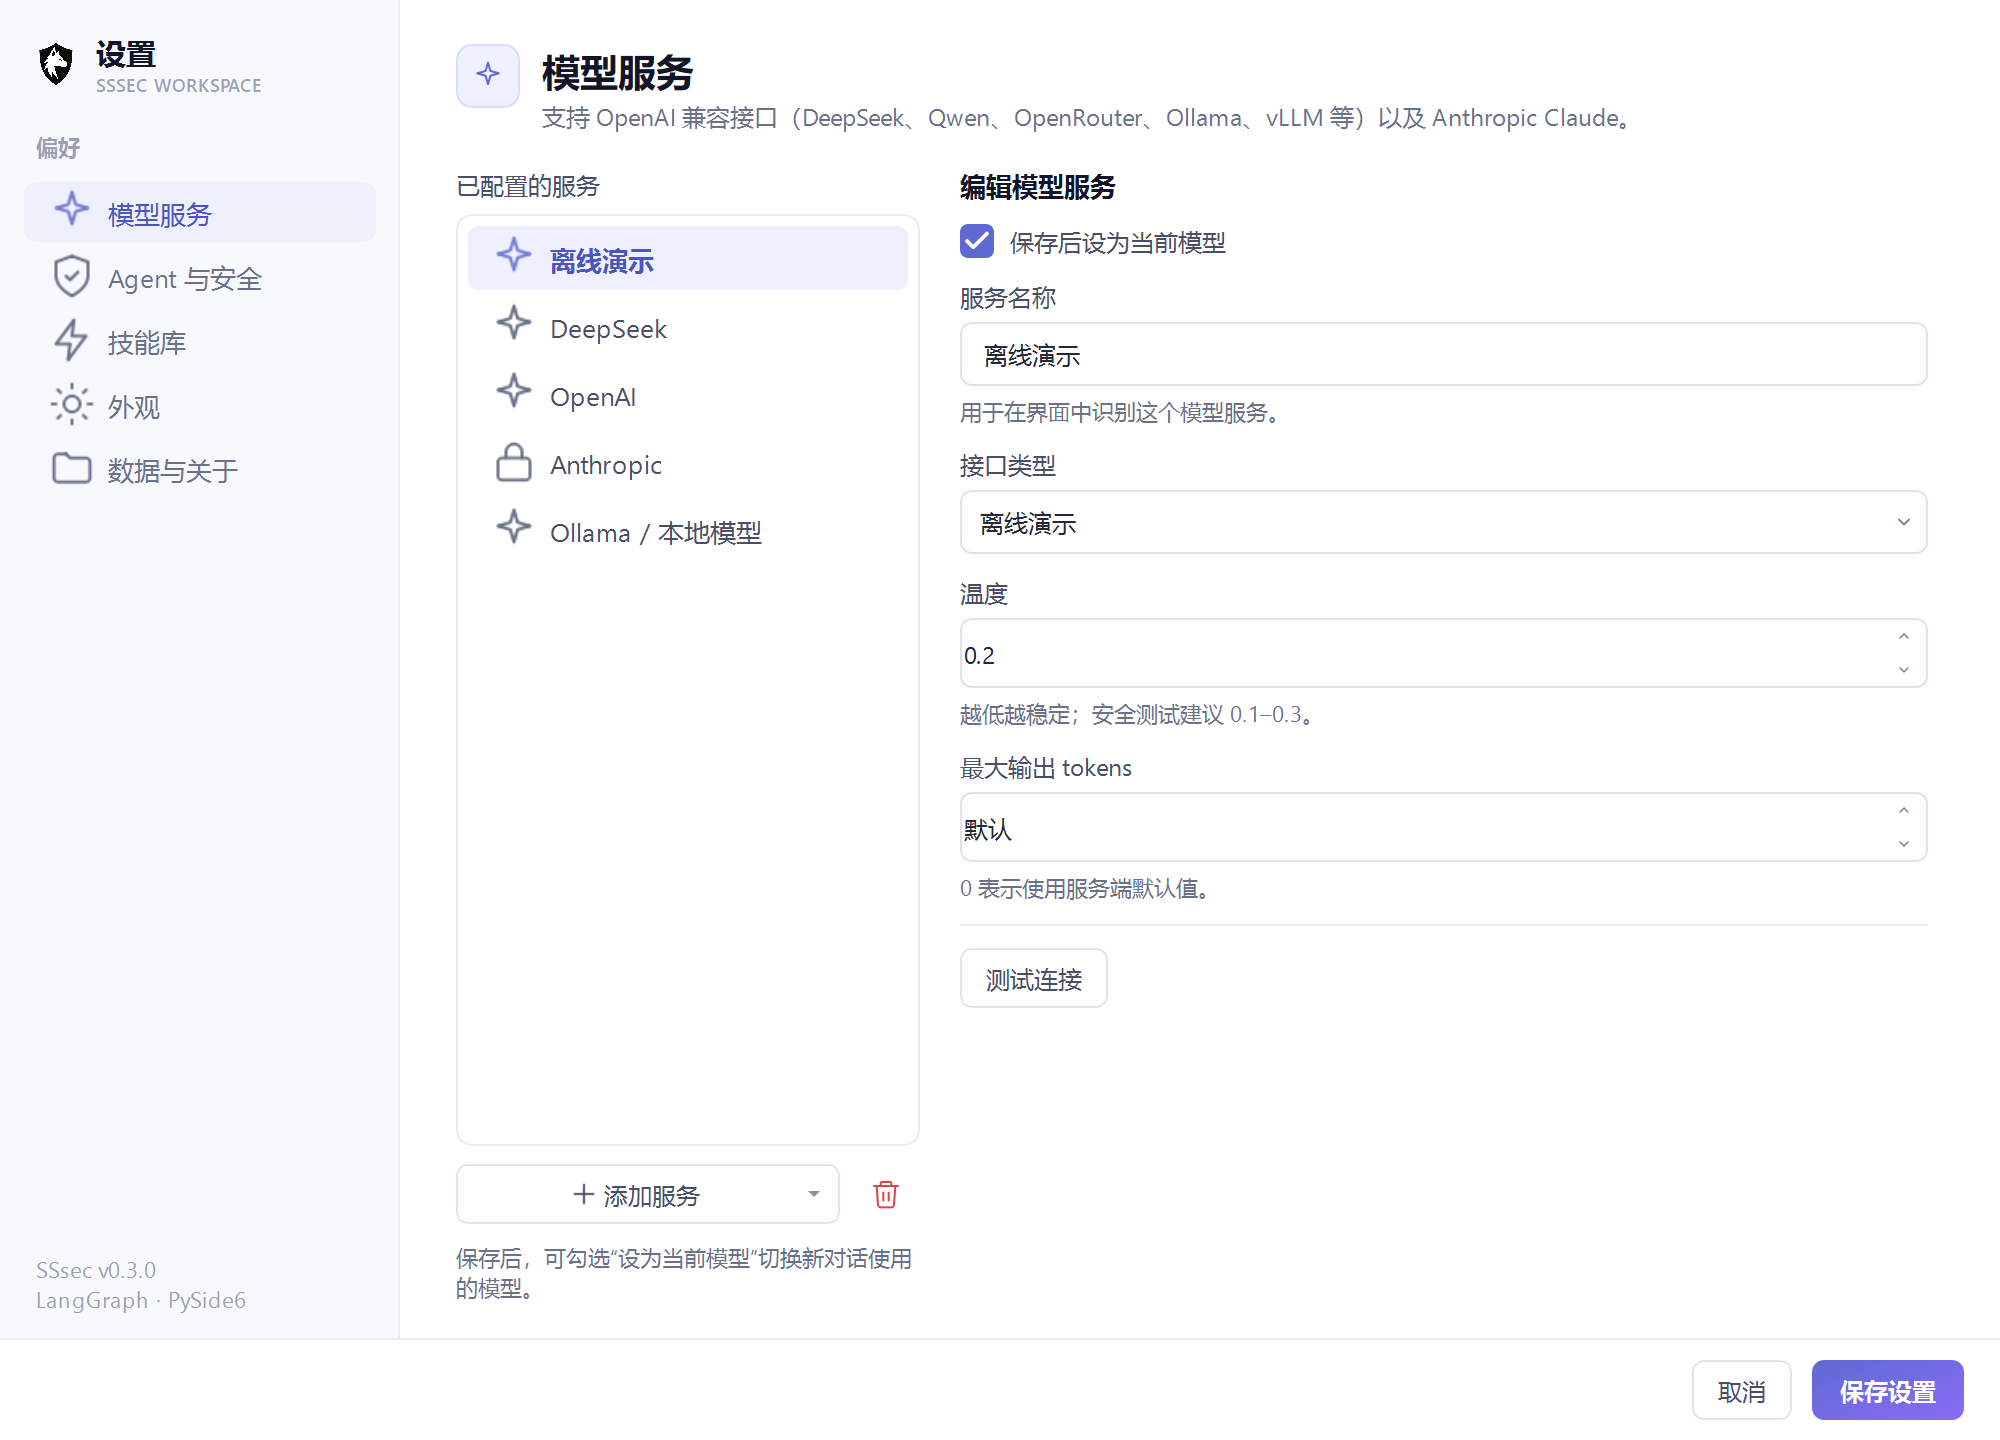 设置
SSSEC WORKSPACE
偏好
模型服务
Agent 与安全
技能库
外观
数据与关于
SSsec v0.3.0
LangGraph · PySide6
模型服务
支持 OpenAI 兼容接口（DeepSeek、Qwen、OpenRouter、Ollama、vLLM 等）以及 Anthropic Claude。
已配置的服务
离线演示
DeepSeek
OpenAI
Anthropic
Ollama / 本地模型
添加服务
保存后，可勾选“设为当前模型”切换新对话使用
的模型。
编辑模型服务
保存后设为当前模型
服务名称
离线演示
用于在界面中识别这个模型服务。
接口类型
离线演示
温度
0.2
越低越稳定；安全测试建议 0.1–0.3。
最大输出 tokens
默认
0 表示使用服务端默认值。
测试连接
取消
保存设置